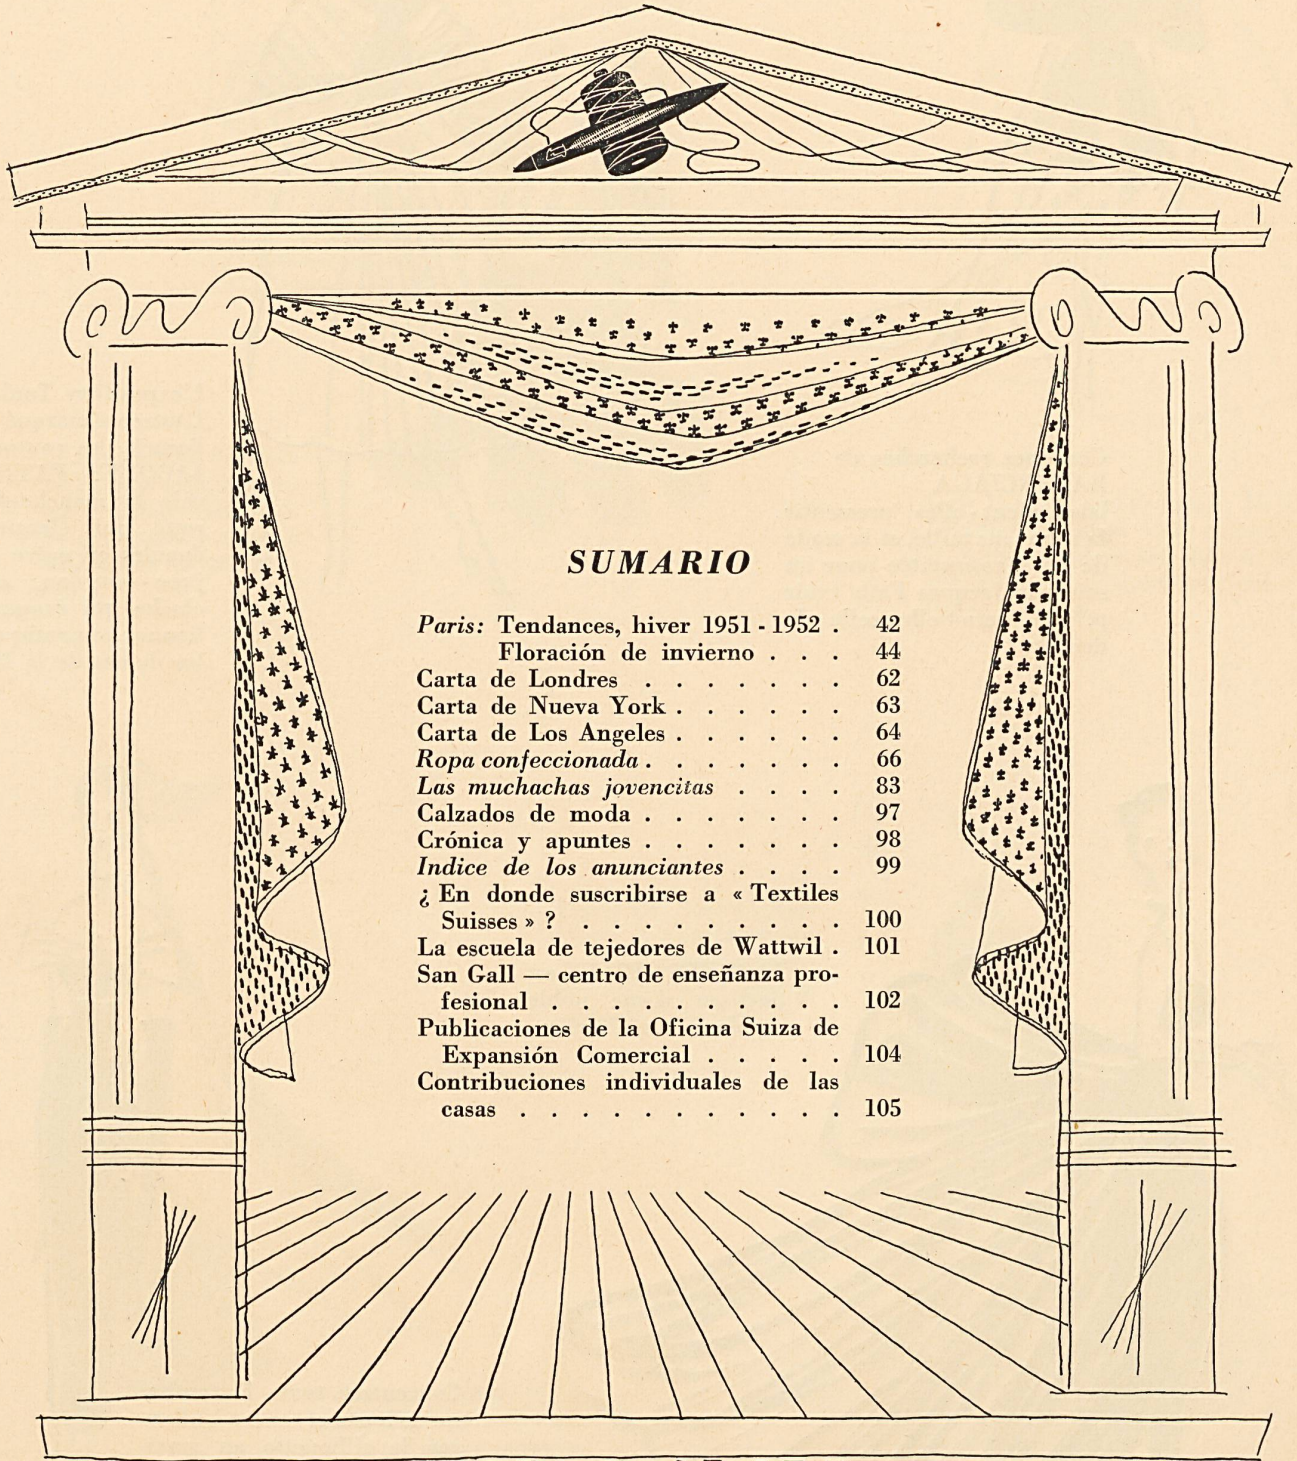 SUMARIO
Paris: Tendances, hiver 1951 - 1952 . 42
Floración de invierno . . . 44
Carta de Londres . . . . . . . 62
Carta de Nueva York . . . . . . 63
Carta de Los Angeles . . . . . . 64
Ropa confeccionada . . . . . . . 66
Las muchachas jovencitas . . . . 83
Calzados de moda . . . . . . . 97
Crónica y apuntes . . . . . . . 98
Indice de los anunciantes . . . . 99
¿ En donde suscribirse a « Textiles
Suisses » ? . . . . . . . . . 100
La escuela de tejedores de Wattwil . 101
San Gall — centro de enseñanza pro-
fesional . . . . . . . . . . 102
Publicaciones de la Oficina Suiza de
Expansión Comercial . . . . . 104
Contribuciones individuales de las
casas . . . . . . . . . . . 105